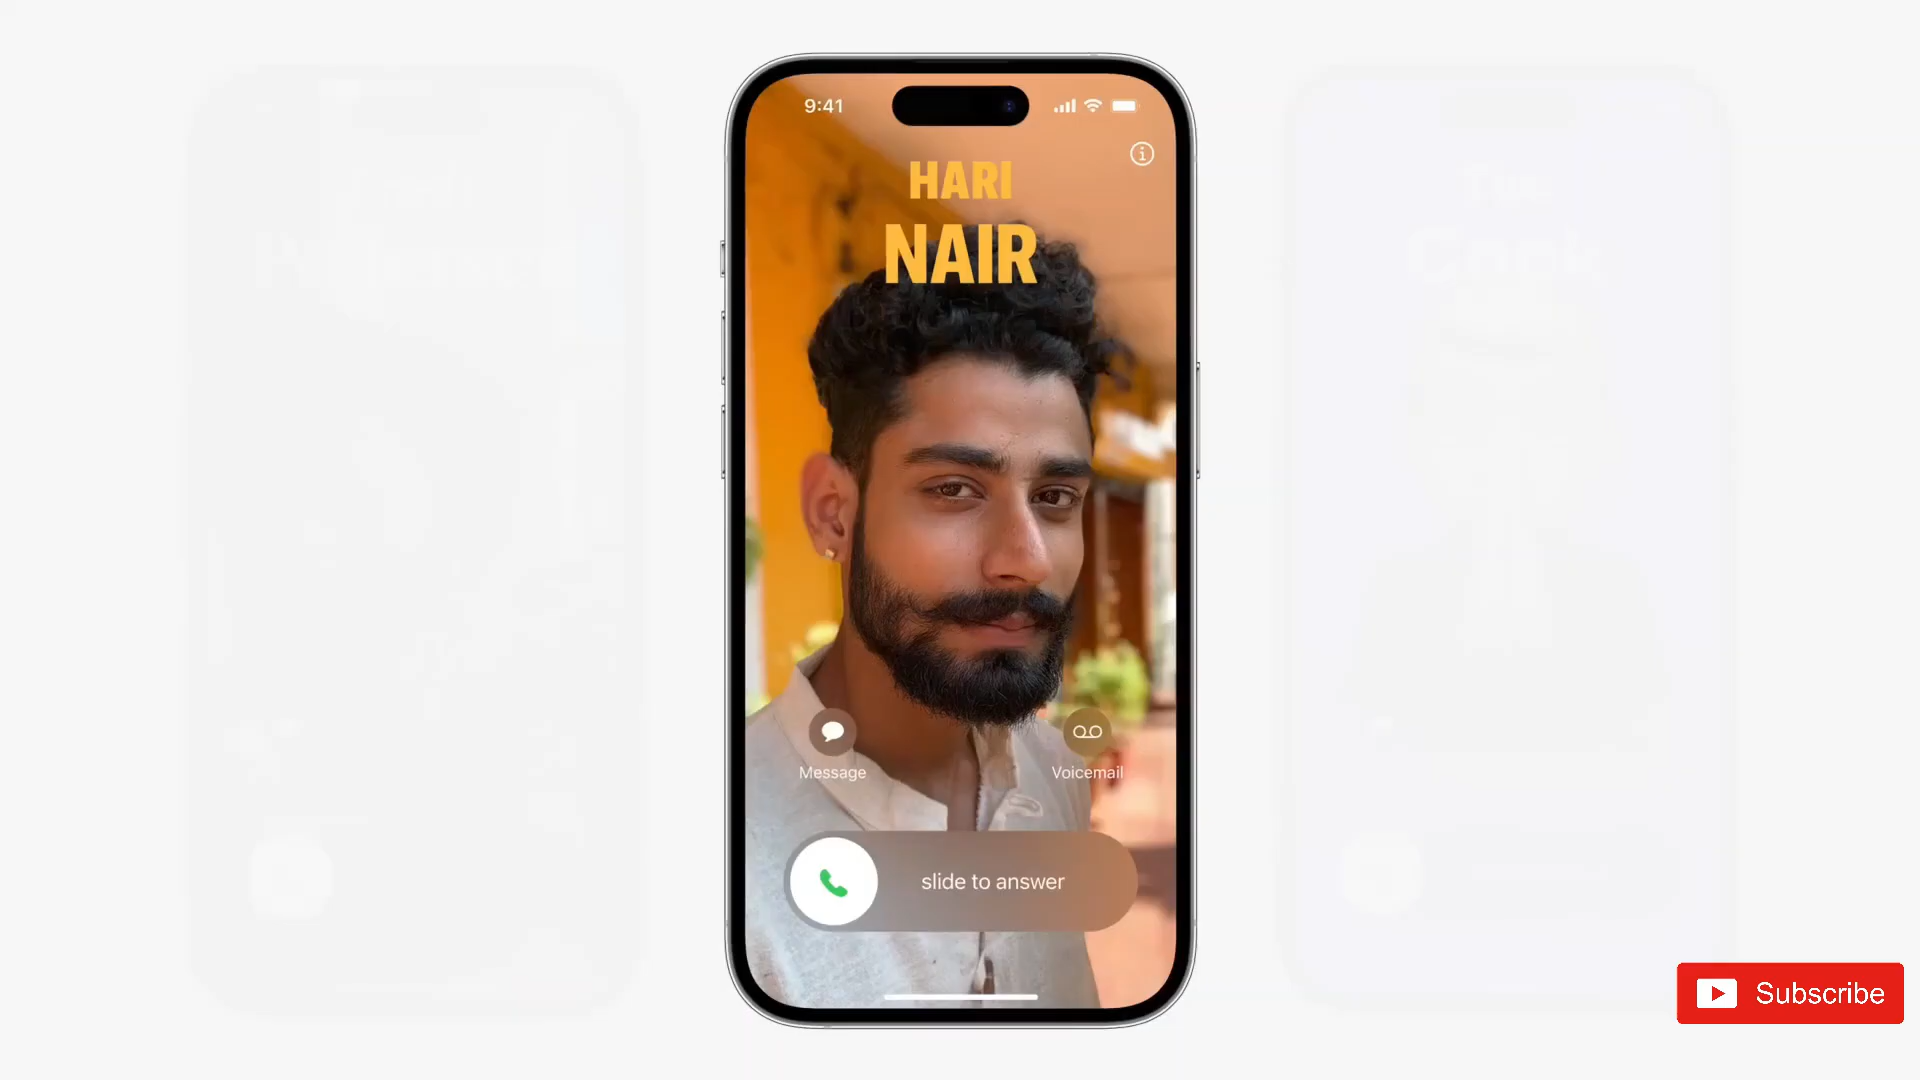 9:41
HARI
NAIR
Message
Voicemail
slide to answer
Subscribe